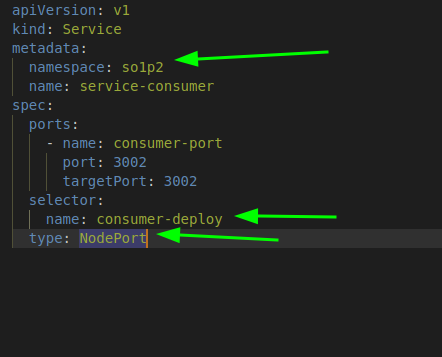 apiVersion: v1
kind: Service
metadata:
  namespace: so1p2
  name: service-consumer
spec:
  ports:
    - name: consumer-port
      port: 3002
      targetPort: 3002
  selector:
    name: consumer-deploy
  type: NodePort